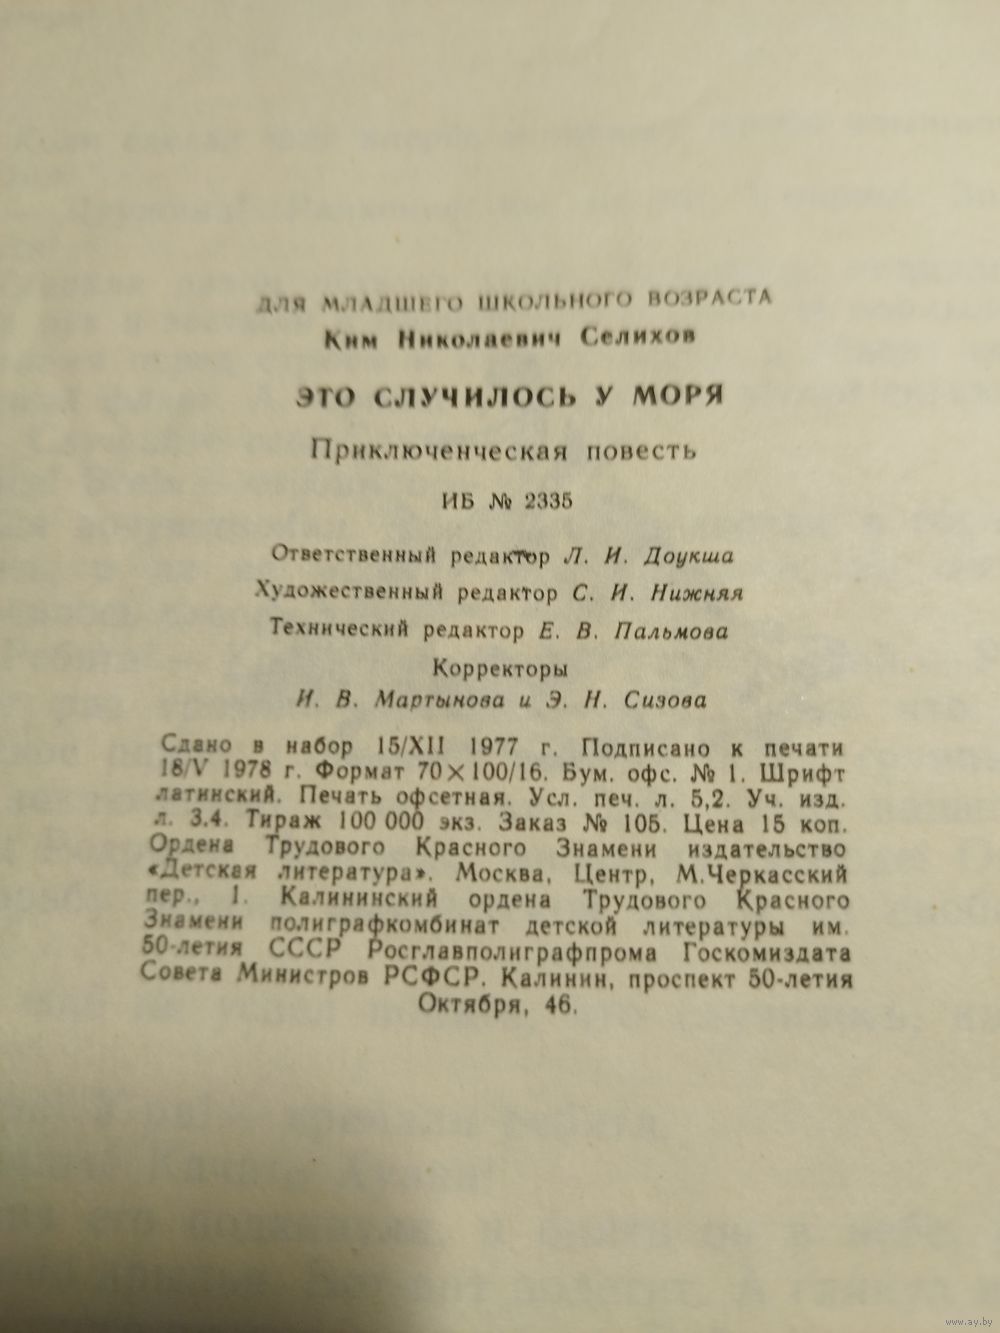 ДЛЯ МЛАДШЕГО ШКОЛЬНОГО ВОЗРАСТА
Ким Николаевич Селихов
ЭТО СЛУЧИЛОСЬ У МОРЯ
Приключенческая повесть
ИБ № 2335
Ответственный редактор Л. И. Доукша
Художественный редактор С. И. Нижняя
Технический редактор Е. В. Пальмова
Корректоры
И. В. Мартынова и Э. Н. Сизова
Сдано в набор 15/XII 1977 г. Подписано к печати
18/V 1978 г. Формат 70×100/16. Бум. офс. № 1. Шрифт
латинский. Печать офсетная. Усл. печ. л. 5,2. Уч. изд.
л. 3.4. Тираж 100 000 экз. Заказ № 105. Цена 15 коп.
Ордена Трудового Красного Знамени издательство
«Детская литература». Москва, Центр, М.Черкасский
пер., 1. Калининский ордена Трудового Красного
Знамени полиграфкомбинат детской литературы им.
50-летия СССР Росглавполиграфпрома Госкомиздата
Совета Министров РСФСР. Калинин, проспект 50-летия
Октября, 46.
www.ay.by